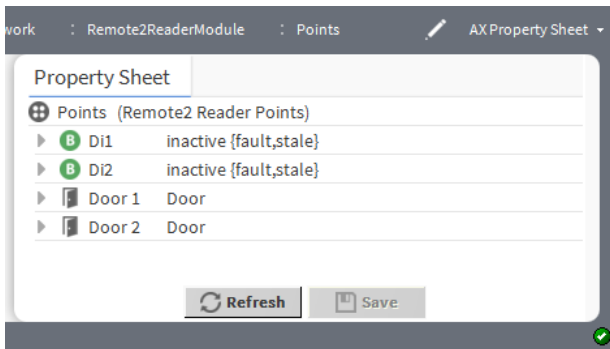 work : Remote2ReaderModule : Points AX Property Sheet
Property Sheet
Points (Remote2 Reader Points)
B Di1 inactive {fault,stale}
B Di2 inactive {fault,stale}
Door 1 Door
Door 2 Door
Refresh Save